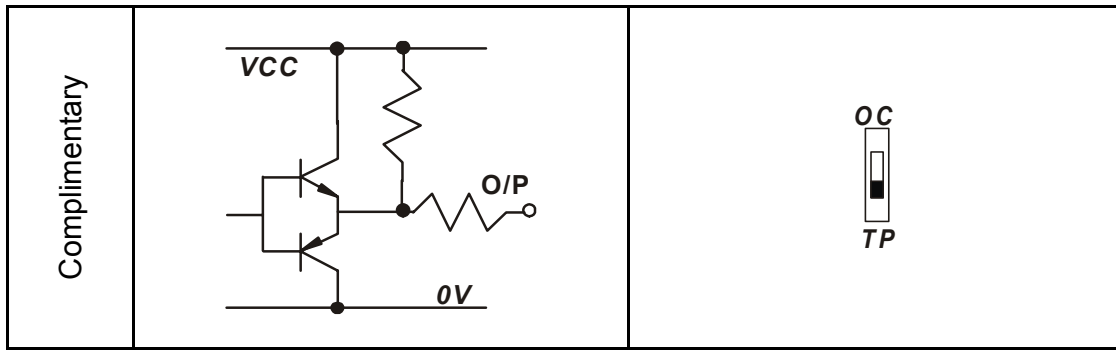 Complimentary
VCC
O/P
0V
OC
TP